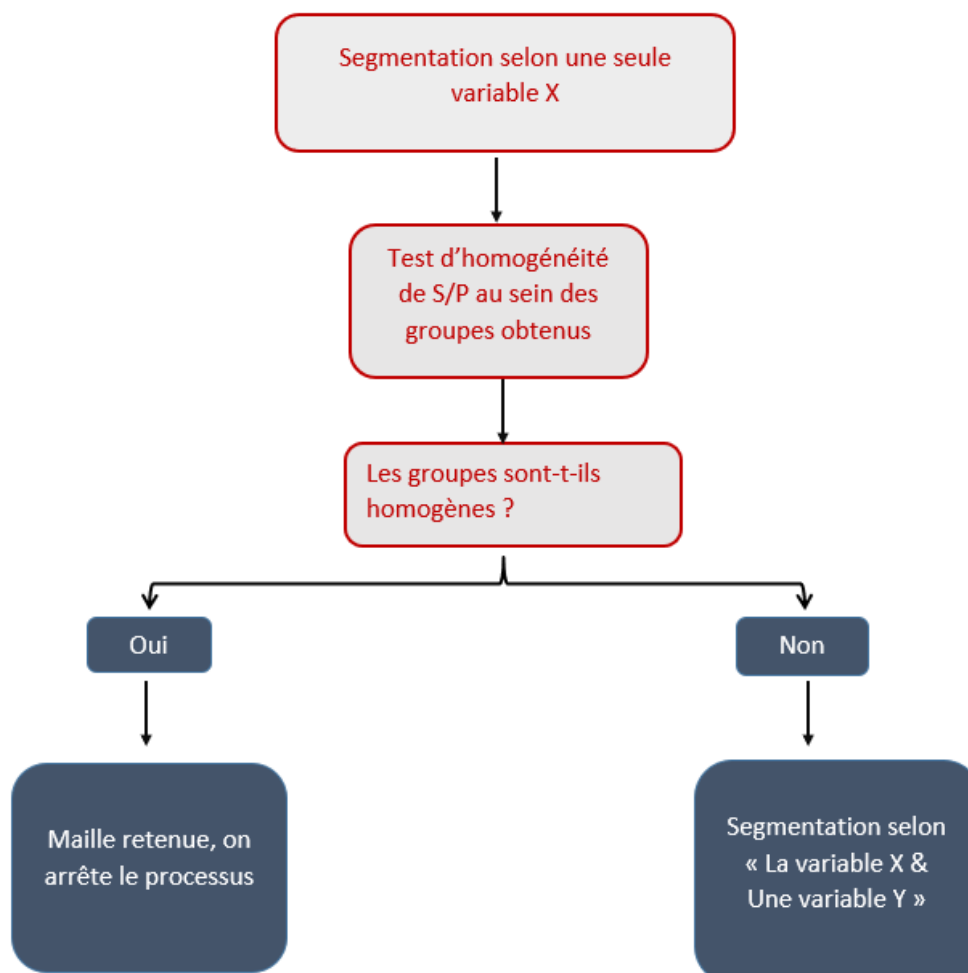 Segmentation selon une seule
variable X
Test d’homogénéité
de S/P au sein des
groupes obtenus
Les groupes sont-t-ils
homogènes ?
Oui
Non
Maille retenue, on
arrête le processus
Segmentation selon
« La variable X &
Une variable Y »